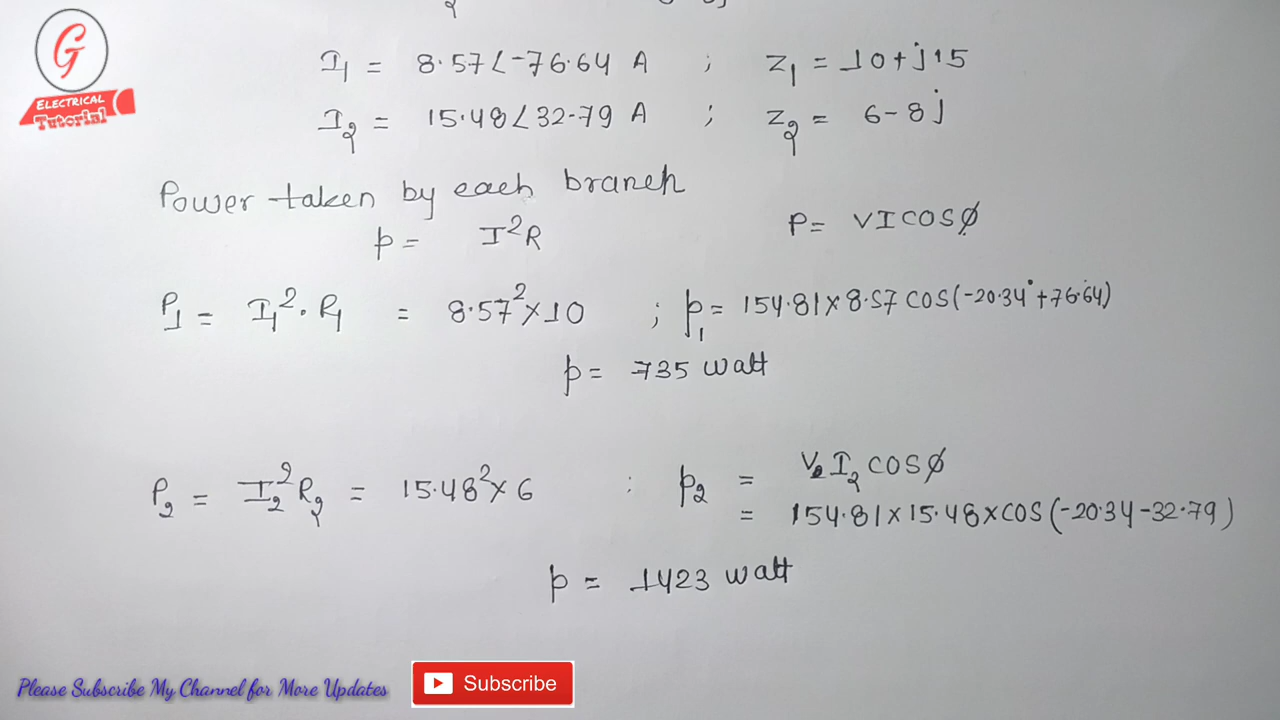 G
ELECTRICAL
Tutorial
I₁ = 8.57∠-76.64 A ; Z₁ = 10+j15
I₂ = 15.48∠32.79 A ; Z₂ = 6-8j
Power taken by each branch
p = I²R P = VICOSϕ
P₁ = I₁².R₁ = 8.57²×10 ; p₁ = 154.81×8.57 COS(-20.34°+76.64)
p = 735 watt
P₂ = I₂²R₂ = 15.48²×6 : p₂ = V₂I₂COSϕ
= 154.81×15.48×COS(-20.34-32.79)
p = 1423 watt
Please Subscribe My Channel for More Updates
Subscribe